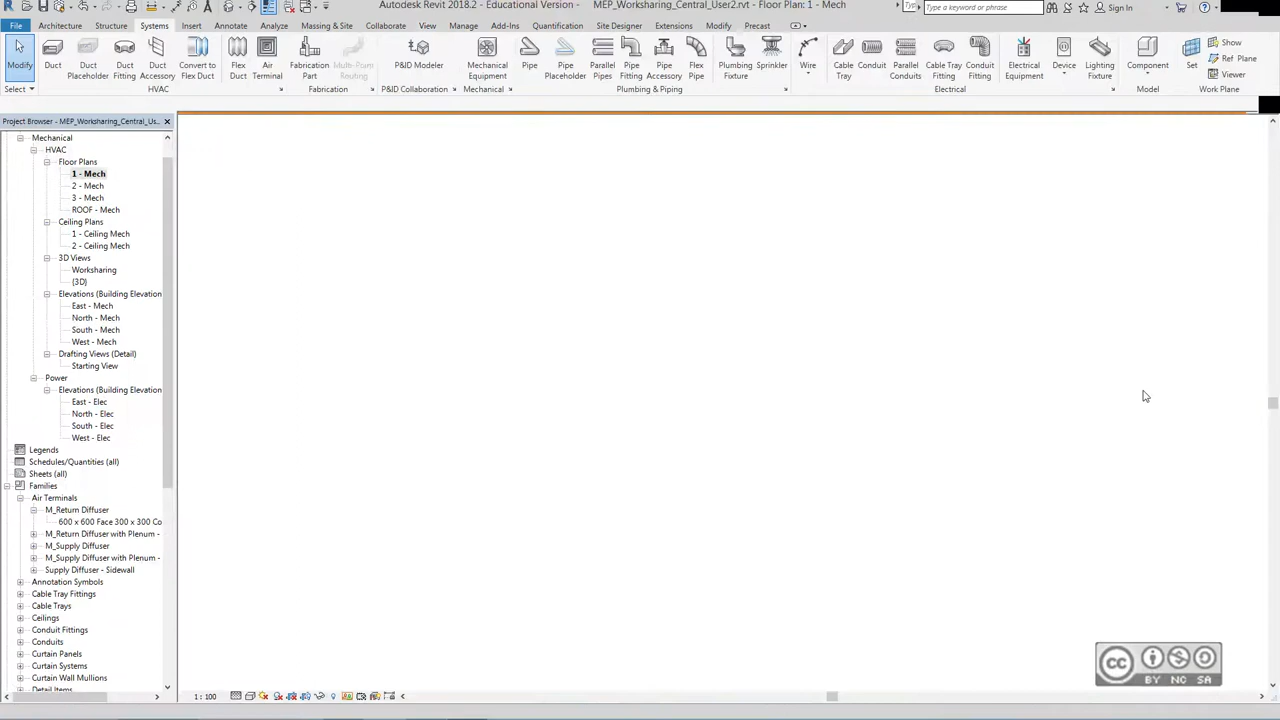 Autodesk Revit 2018.2 - Educational Version - MEP_Worksharing_Central_User2.rvt - Floor Plan: 1 - Mech
Type a keyword or phrase
Sign In
File Architecture Structure Systems Insert Annotate Analyze Massing & Site Collaborate View Manage Add-Ins Quantification Site Designer Extensions Modify Precast
Modify
Duct
Duct Placeholder
Duct Fitting
Duct Accessory
Convert to Flex Duct
Flex Duct
Air Terminal
Fabrication Part
Multi-Point Routing
P&ID Modeler
Mechanical Equipment
Pipe
Pipe Placeholder
Parallel Pipes
Pipe Fitting
Pipe Accessory
Flex Pipe
Plumbing Fixture
Sprinkler
Wire
Cable Tray
Conduit
Parallel Conduits
Cable Tray Fitting
Conduit Fitting
Electrical Equipment
Device
Lighting Fixture
Component
Set
Show
Ref Plane
Viewer
Select HVAC Fabrication P&ID Collaboration Mechanical Plumbing & Piping Electrical Model Work Plane
Project Browser - MEP_Worksharing_Central_Us...
Mechanical
HVAC
Floor Plans
1 - Mech
2 - Mech
3 - Mech
ROOF - Mech
Ceiling Plans
1 - Ceiling Mech
2 - Ceiling Mech
3D Views
Worksharing
{3D}
Elevations (Building Elevation
East - Mech
North - Mech
South - Mech
West - Mech
Drafting Views (Detail)
Starting View
Power
Elevations (Building Elevation
East - Elec
North - Elec
South - Elec
West - Elec
Legends
Schedules/Quantities (all)
Sheets (all)
Families
Air Terminals
M_Return Diffuser
600 x 600 Face 300 x 300 Co
M_Return Diffuser with Plenum -
M_Supply Diffuser
M_Supply Diffuser with Plenum -
Supply Diffuser - Sidewall
Annotation Symbols
Cable Tray Fittings
Cable Trays
Ceilings
Conduit Fittings
Conduits
Curtain Panels
Curtain Systems
Curtain Wall Mullions
Detail Items
1 : 100
cc
BY NC SA